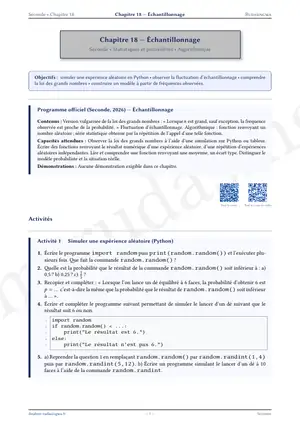 Seconde • Chapitre 18
Chapitre 18 – Échantillonnage
Chapitre 18 – Échantillonnage
Seconde • Statistiques et probabilités • Algorithmique
Objectifs : simuler une expérience aléatoire en Python • observer la fluctuation d'échantillonnage • comprendre
la loi des grands nombres • construire un modèle à partir de fréquences observées.
Programme officiel (Seconde, 2026) – Échantillonnage
Contenus : Version vulgarisée de la loi des grands nombres : « Lorsque n est grand, sauf exception, la fréquence
observée est proche de la probabilité. » Fluctuation d'échantillonnage. Algorithmique : fonction renvoyant un
nombre aléatoire ; série statistique obtenue par la répétition de l'appel d'une telle fonction.
Capacités attendues : Observer la loi des grands nombres à l'aide d'une simulation sur Python ou tableur.
Écrire des fonctions renvoyant le résultat numérique d'une expérience aléatoire, d'une répétition d'expériences
aléatoires indépendantes. Lire et comprendre une fonction renvoyant une moyenne, un écart type. Distinguer le
modèle probabiliste et la situation réelle.
Démonstrations : Aucune démonstration exigible dans ce chapitre.
Activités
Activité 1 Simuler une expérience aléatoire (Python)
1. Écrire le programme import random puis print(random.random()) et l'exécuter plu-
sieurs fois. Que fait la commande random.random() ?
2. Quelle est la probabilité que le résultat de la commande random.random() soit inférieur à : a)
0,5 ? b) 0,25 ? c) 1/3 ?
3. Recopier et compléter : « Lorsque l'on lance un dé équilibré à 6 faces, la probabilité d'obtenir 6 est
p = ... c'est-à-dire la même que la probabilité que le résultat de random.random() soit inférieur
à ... ».
4. Écrire et compléter le programme suivant permettant de simuler le lancer d'un dé suivant que le
résultat soit 6 ou non.
import random
if random.random() < ...:
print("Le résultat est 6.")
else:
print("Le résultat n'est pas 6.")
5. a) Reprendre la question 1 en remplaçant random.random() par random.randint(1,4)
puis par random.randint(5,12). b) Écrire un programme simulant le lancer d'un dé à 10
faces à l'aide de la commande random.randint.
– 1 –